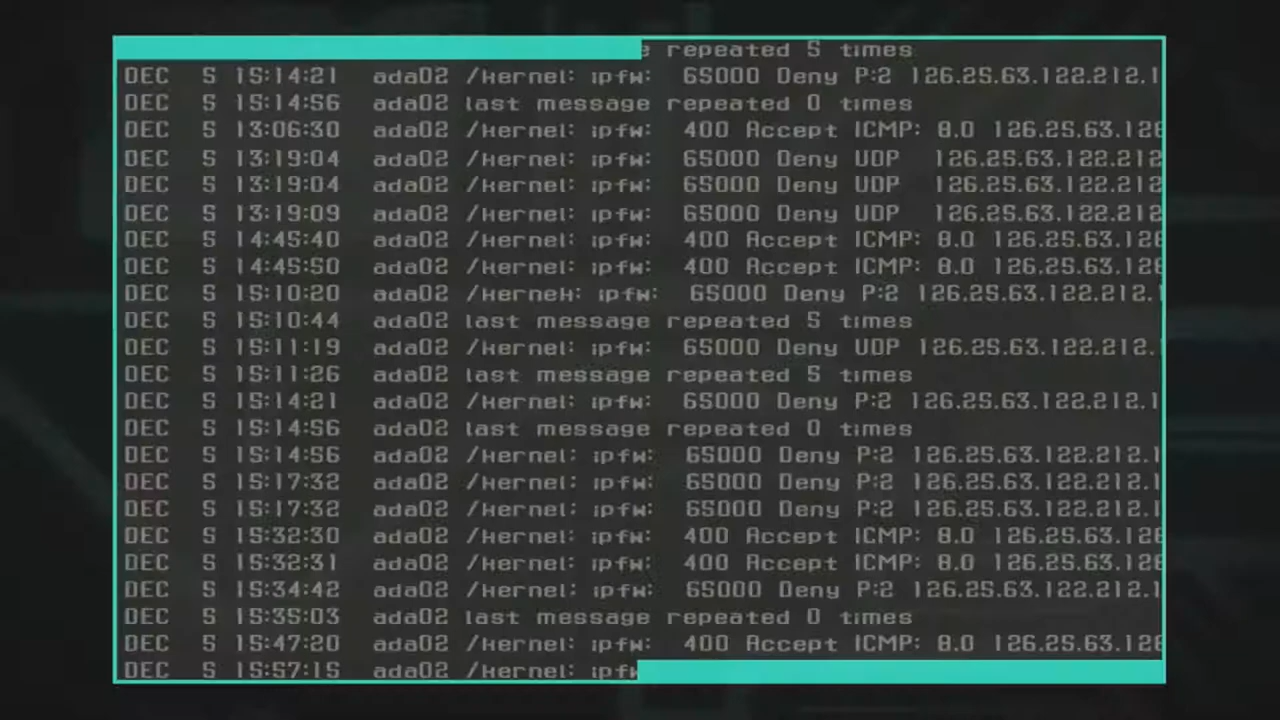 repeated 5 times
DEC 5 15:14:21 ada02 /kernel: ipfw: 65000 Deny P:2 126.25.63.122.212.1
DEC 5 15:14:56 ada02 last message repeated 0 times
DEC 5 13:06:30 ada02 /kernel: ipfw: 400 Accept ICMP: 8.0 126.25.63.128
DEC 5 13:19:04 ada02 /kernel: ipfw: 65000 Deny UDP 126.25.63.122.212
DEC 5 13:19:04 ada02 /kernel: ipfw: 65000 Deny UDP 126.25.63.122.212
DEC 5 13:19:09 ada02 /kernel: ipfw: 65000 Deny UDP 126.25.63.122.212
DEC 5 14:45:40 ada02 /kernel: ipfw: 400 Accept ICMP: 8.0 126.25.63.128
DEC 5 14:45:50 ada02 /kernel: ipfw: 400 Accept ICMP: 8.0 126.25.63.128
DEC 5 15:10:20 ada02 /kernek: ipfw: 65000 Deny P:2 126.25.63.122.212.1
DEC 5 15:10:44 ada02 last message repeated 5 times
DEC 5 15:11:19 ada02 /kernel: ipfw: 65000 Deny UDP 126.25.63.122.212.1
DEC 5 15:11:26 ada02 last message repeated 5 times
DEC 5 15:14:21 ada02 /kernel: ipfw: 65000 Deny P:2 126.25.63.122.212.1
DEC 5 15:14:56 ada02 last message repeated 0 times
DEC 5 15:14:56 ada02 /kernel: ipfw: 65000 Deny P:2 126.25.63.122.212.1
DEC 5 15:17:32 ada02 /kernel: ipfw: 65000 Deny P:2 126.25.63.122.212.1
DEC 5 15:17:32 ada02 /kernel: ipfw: 65000 Deny P:2 126.25.63.122.212.1
DEC 5 15:32:30 ada02 /kernel: ipfw: 400 Accept ICMP: 8.0 126.25.63.128
DEC 5 15:32:31 ada02 /kernel: ipfw: 400 Accept ICMP: 8.0 126.25.63.128
DEC 5 15:34:42 ada02 /kernel: ipfw: 65000 Deny P:2 126.25.63.122.212.1
DEC 5 15:35:03 ada02 last message repeated 0 times
DEC 5 15:47:20 ada02 /kernel: ipfw: 400 Accept ICMP: 8.0 126.25.63.128
DEC 5 15:57:15 ada02 /kernel: ipfw